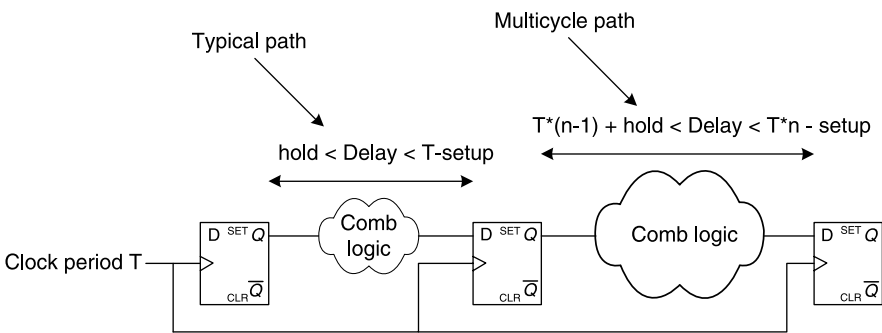 Typical path
Multicycle path
hold < Delay < T-setup
T*(n-1) + hold < Delay < T*n - setup
Clock period T
D SET Q
CLR Q̅
Comb
logic
D SET Q
CLR Q̅
Comb logic
D SET Q
CLR Q̅